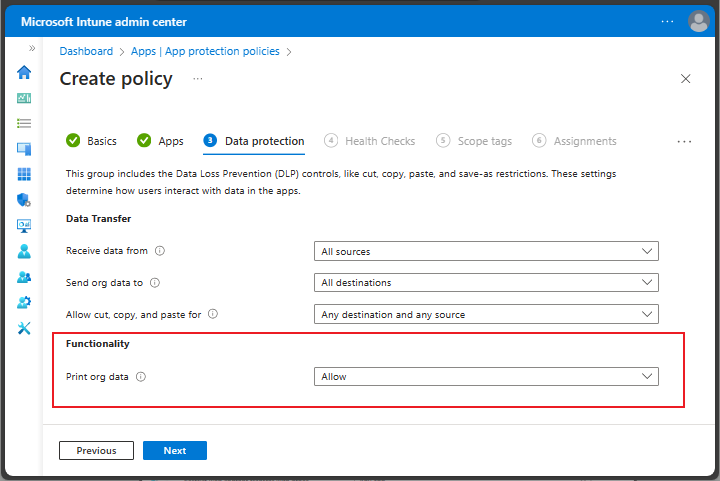 Microsoft Intune admin center
Dashboard > Apps | App protection policies >
Create policy ...
Basics Apps 3 Data protection 4 Health Checks 5 Scope tags 6 Assignments ...
This group includes the Data Loss Prevention (DLP) controls, like cut, copy, paste, and save-as restrictions. These settings
determine how users interact with data in the apps.
Data Transfer
Receive data from All sources
Send org data to All destinations
Allow cut, copy, and paste for Any destination and any source
Functionality
Print org data Allow
Previous Next